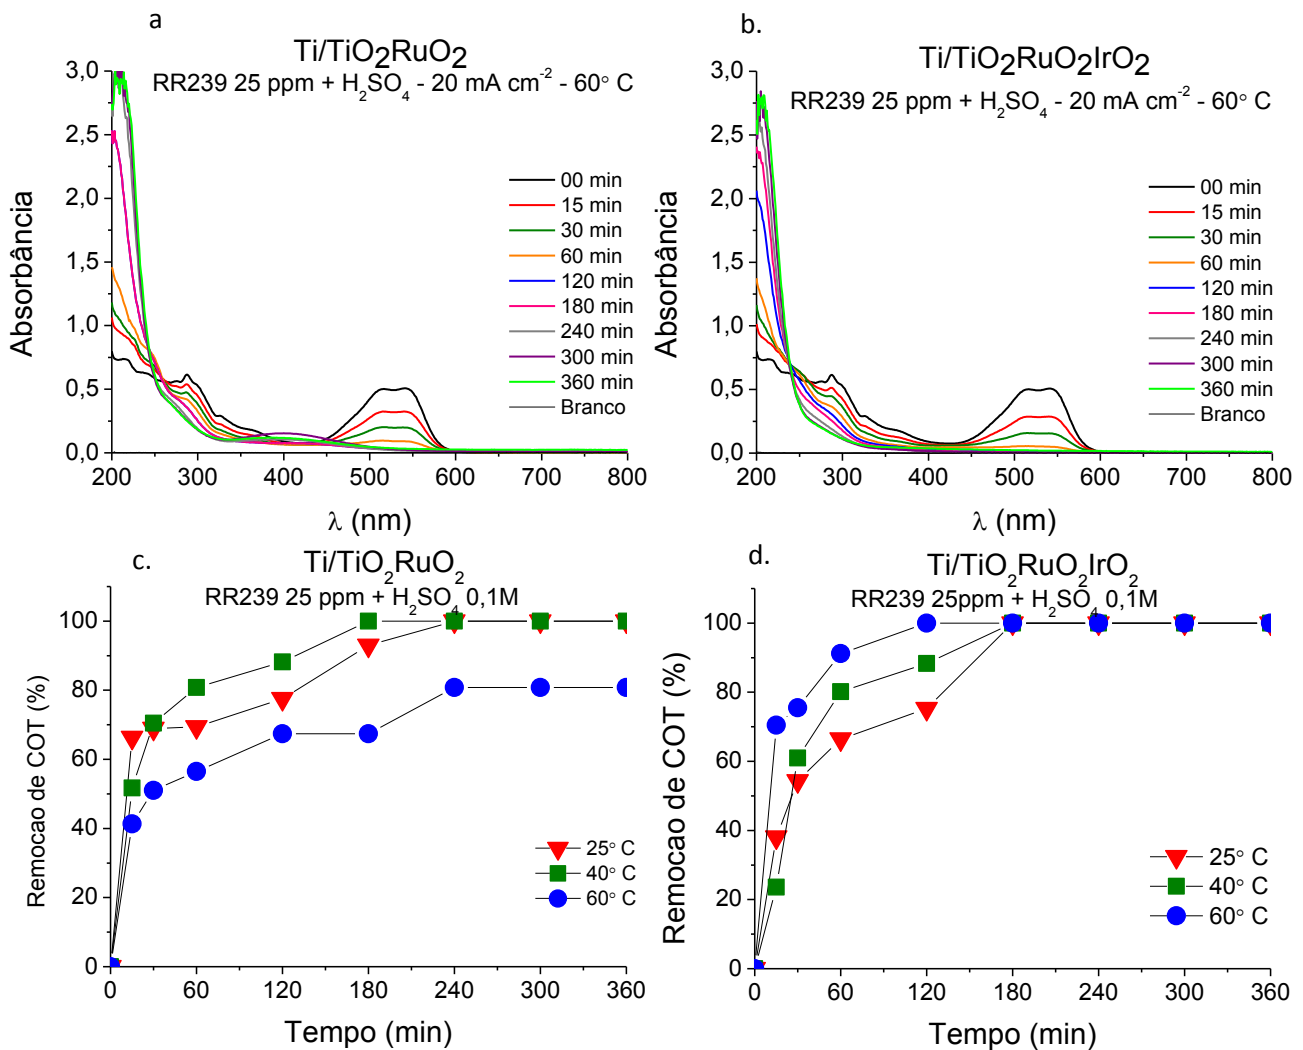 a
Ti/TiO2RuO2
RR239 25 ppm + H2SO4 - 20 mA cm-2 - 60° C
3,0
2,5
2,0
1,5
1,0
0,5
0,0
Absorbância
00 min
15 min
30 min
60 min
120 min
180 min
240 min
300 min
360 min
Branco
200 300 400 500 600 700 800
λ (nm)
b.
Ti/TiO2RuO2IrO2
RR239 25 ppm + H2SO4 - 20 mA cm-2 - 60° C
3,0
2,5
2,0
1,5
1,0
0,5
0,0
Absorbância
00 min
15 min
30 min
60 min
120 min
180 min
240 min
300 min
360 min
Branco
200 300 400 500 600 700 800
λ (nm)
c.
Ti/TiO2RuO2
RR239 25 ppm + H2SO4 0,1M
100
80
60
40
20
0
Remocao de COT (%)
25° C
40° C
60° C
0 60 120 180 240 300 360
Tempo (min)
d.
Ti/TiO2RuO2IrO2
RR239 25ppm + H2SO4 0,1M
100
80
60
40
20
0
Remocao de COT (%)
25° C
40° C
60° C
0 60 120 180 240 300 360
Tempo (min)